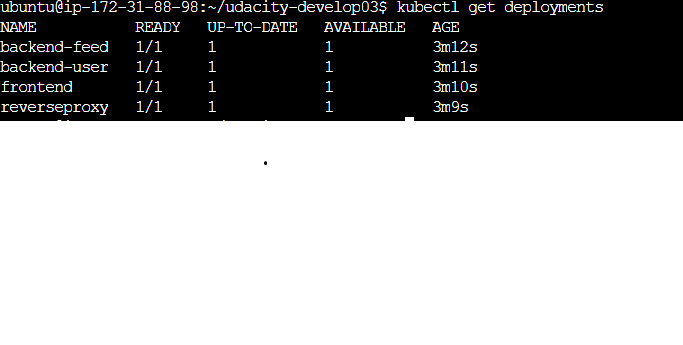 ubuntu@ip-172-31-88-98:~/udacity-develop03$ kubectl get deployments
NAME READY UP-TO-DATE AVAILABLE AGE
backend-feed 1/1 1 1 3m12s
backend-user 1/1 1 1 3m11s
frontend 1/1 1 1 3m10s
reverseproxy 1/1 1 1 3m9s